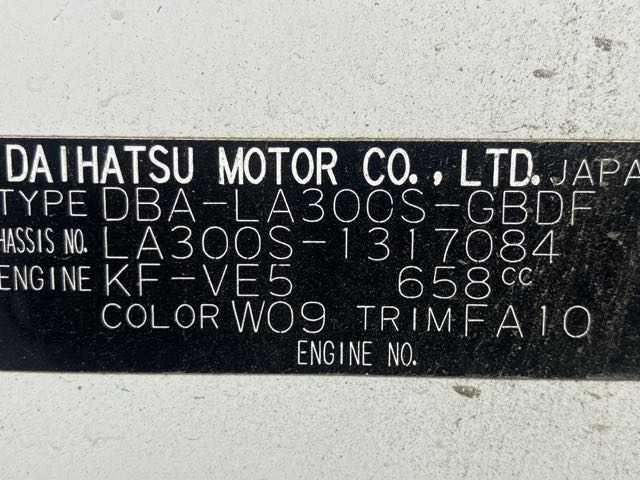 DAIHATSU MOTOR CO., LTD. JAPA
TYPE DBA-LA300S-GBDF
HASSIS NO. LA300S-1317084
ENGINE KF-VE5 658cc
COLOR W09 TRIM FA10
ENGINE NO.